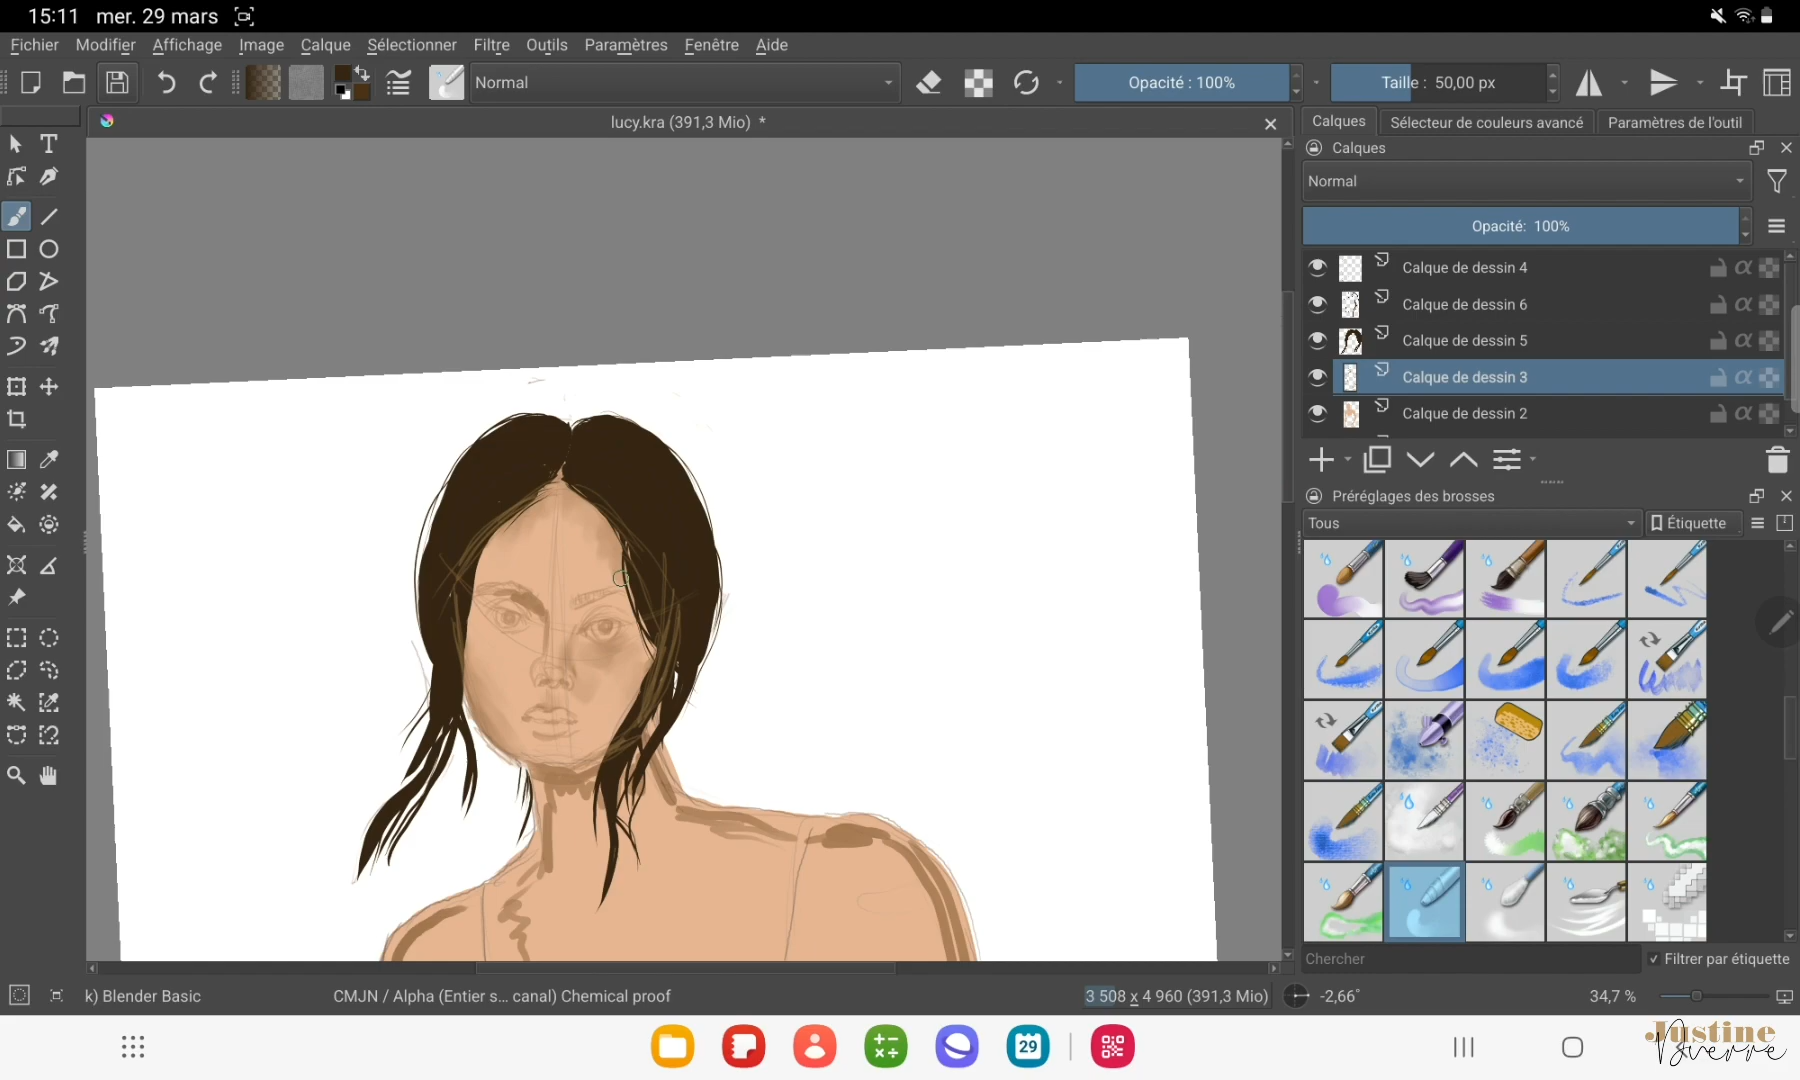 15:11 mer. 29 mars
Fichier Modifier Affichage Image Calque Sélectionner Filtre Outils Paramètres Fenêtre Aide
Normal Opacité : 100% Taille : 50,00 px
lucy.kra (391,3 Mio) *
Calques Sélecteur de couleurs avancé Paramètres de l'outil
Calques
Normal
Opacité: 100%
Calque de dessin 4
Calque de dessin 6
Calque de dessin 5
Calque de dessin 3
Calque de dessin 2
Préréglages des brosses
Tous Étiquette
Chercher Filtrer par étiquette
k) Blender Basic CMJN / Alpha (Entier s... canal) Chemical proof 3 508 x 4 960 (391,3 Mio) -2,66° 34,7 %
29
Justine